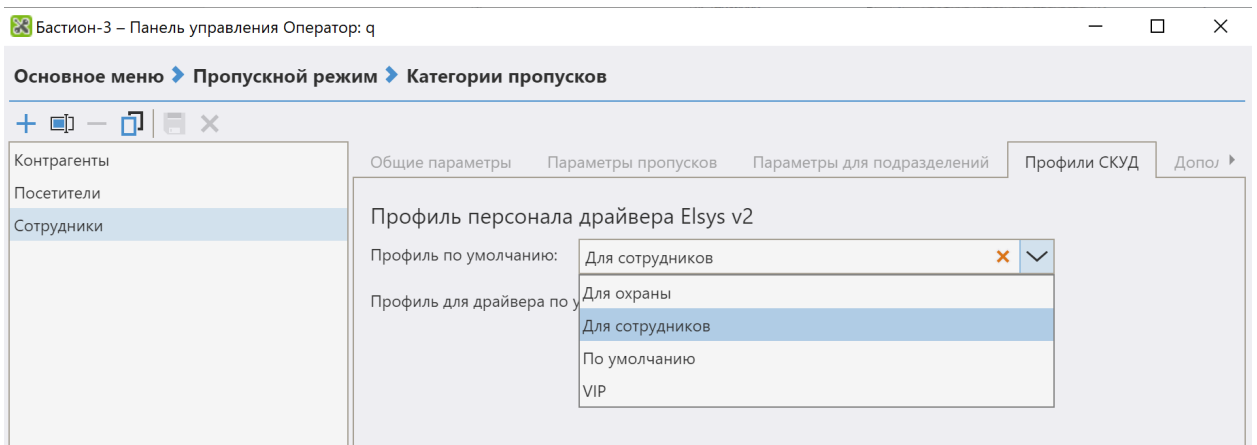 Бастион-3 – Панель управления Оператор: q
Основное меню Пропускной режим Категории пропусков
Контрагенты
Посетители
Сотрудники
Общие параметры Параметры пропусков Параметры для подразделений Профили СКУД Допол
Профиль персонала драйвера Elsys v2
Профиль по умолчанию: Для сотрудников
Профиль для драйвера по у
Для охраны
Для сотрудников
По умолчанию
VIP